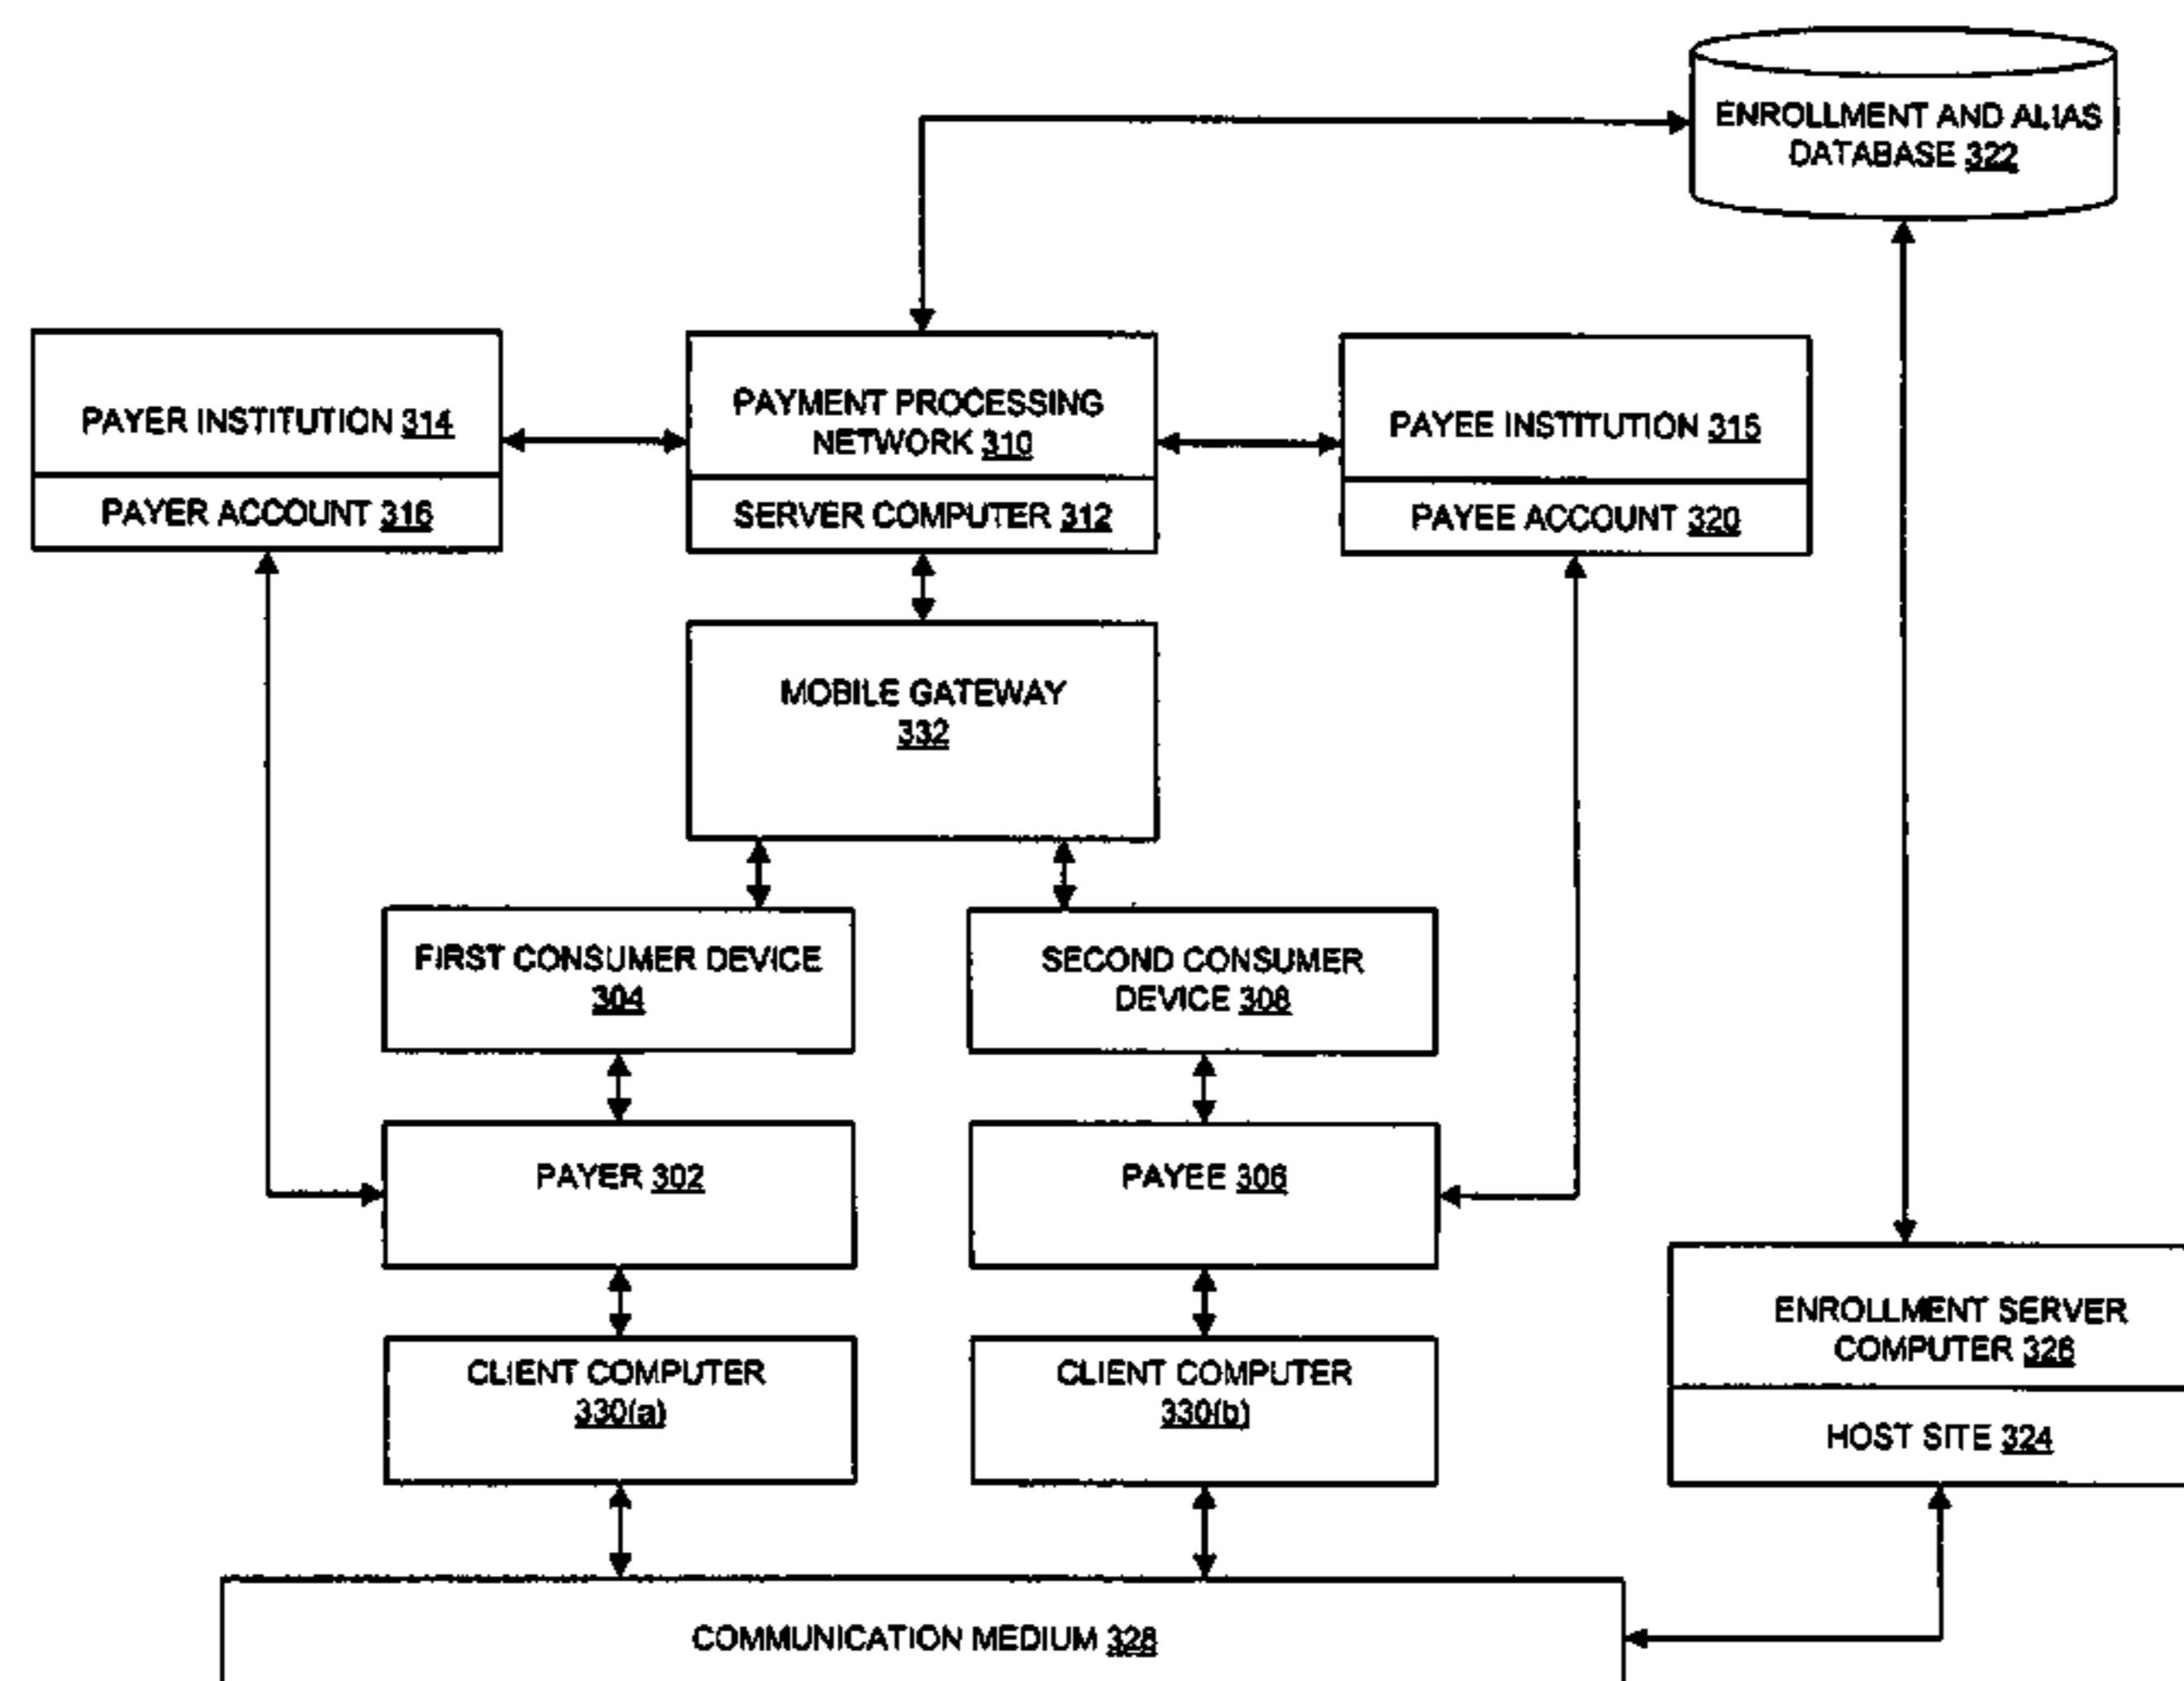 ENROLLMENT AND ALIAS
DATABASE 322
PAYER INSTITUTION 314
PAYER ACCOUNT 316
PAYMENT PROCESSING
NETWORK 310
SERVER COMPUTER 312
PAYEE INSTITUTION 315
PAYEE ACCOUNT 320
MOBILE GATEWAY
332
FIRST CONSUMER DEVICE
304
SECOND CONSUMER
DEVICE 308
PAYER 302
PAYEE 306
CLIENT COMPUTER
330(a)
CLIENT COMPUTER
330(b)
ENROLLMENT SERVER
COMPUTER 326
HOST SITE 324
COMMUNICATION MEDIUM 328